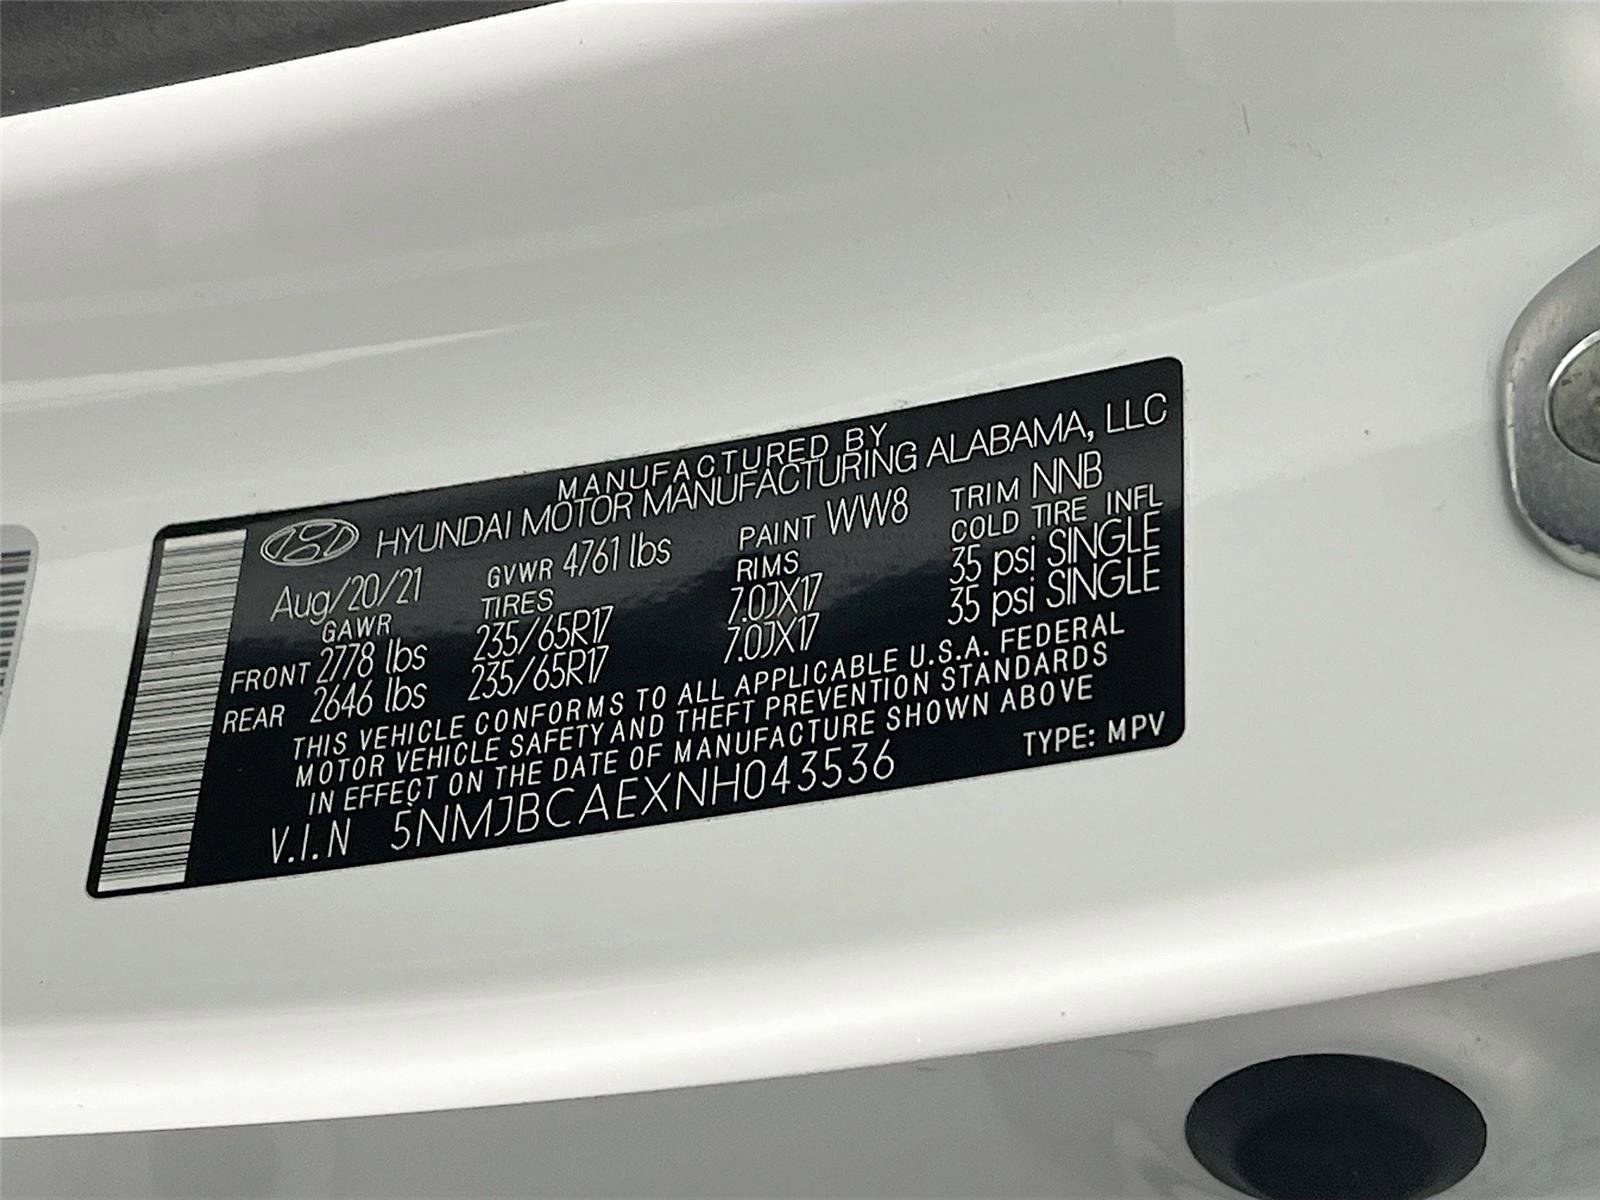 MANUFACTURED BY
HYUNDAI MOTOR MANUFACTURING ALABAMA, LLC
Aug/20/21 GVWR 4761 lbs PAINT WW8 TRIM NNB
GAWR TIRES RIMS COLD TIRE INFL
FRONT 2778 lbs 235/65R17 7.0JX17 35 psi SINGLE
REAR 2646 lbs 235/65R17 7.0JX17 35 psi SINGLE
THIS VEHICLE CONFORMS TO ALL APPLICABLE U.S.A. FEDERAL
MOTOR VEHICLE SAFETY AND THEFT PREVENTION STANDARDS
IN EFFECT ON THE DATE OF MANUFACTURE SHOWN ABOVE
V.I.N 5NMJBCAEXNH043536 TYPE: MPV